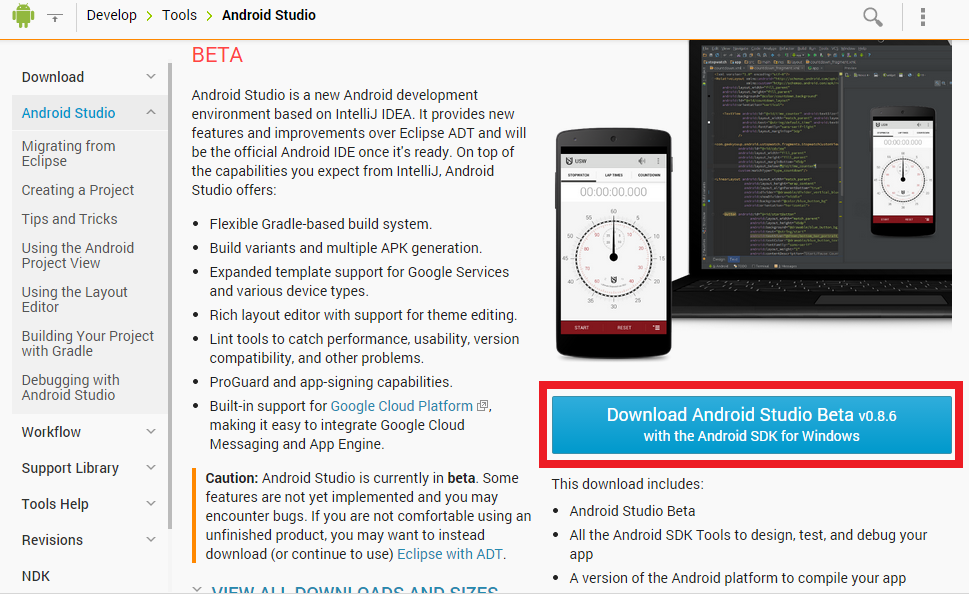 Develop > Tools > Android Studio
Download
Android Studio
Migrating from
Eclipse
Creating a Project
Tips and Tricks
Using the Android
Project View
Using the Layout
Editor
Building Your Project
with Gradle
Debugging with
Android Studio
Workflow
Support Library
Tools Help
Revisions
NDK
BETA
Android Studio is a new Android development
environment based on IntelliJ IDEA. It provides new
features and improvements over Eclipse ADT and will
be the official Android IDE once it's ready. On top of
the capabilities you expect from IntelliJ, Android
Studio offers:
• Flexible Gradle-based build system.
• Build variants and multiple APK generation.
• Expanded template support for Google Services
and various device types.
• Rich layout editor with support for theme editing.
• Lint tools to catch performance, usability, version
compatibility, and other problems.
• ProGuard and app-signing capabilities.
• Built-in support for Google Cloud Platform,
making it easy to integrate Google Cloud
Messaging and App Engine.
Caution: Android Studio is currently in beta. Some
features are not yet implemented and you may
encounter bugs. If you are not comfortable using an
unfinished product, you may want to instead
download (or continue to use) Eclipse with ADT.
VIEW ALL DOWNLOADS AND SIZES
USW
STOPWATCH LAP TIMES COUNTDOWN
00:00:00.000
START RESET
Download Android Studio Beta v0.8.6
with the Android SDK for Windows
This download includes:
• Android Studio Beta
• All the Android SDK Tools to design, test, and debug your
app
• A version of the Android platform to compile your app